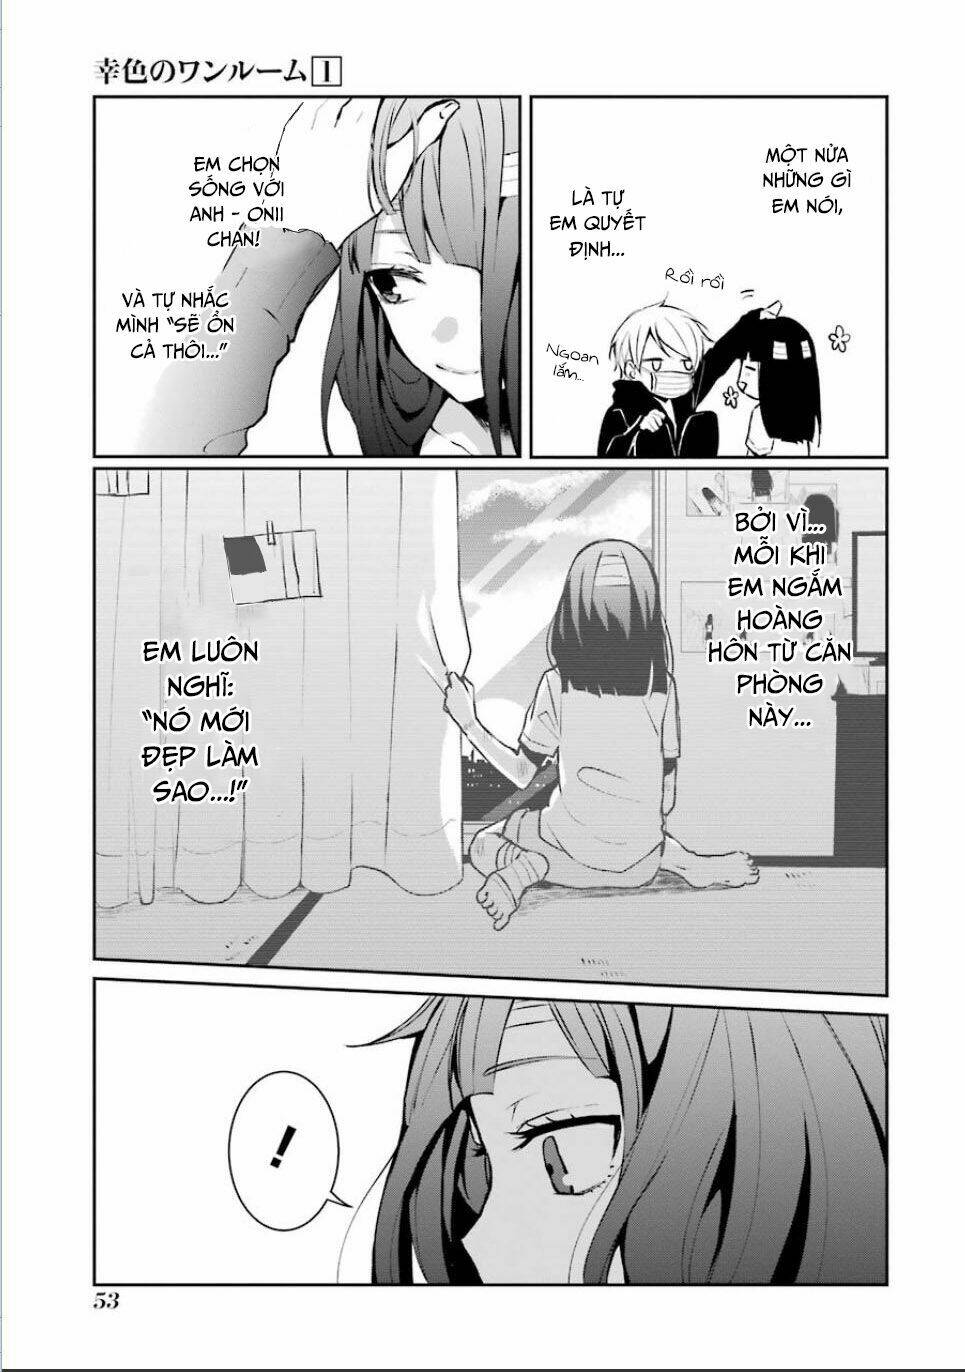 幸色のワンルーム 1
MỘT NỬA
NHỮNG GÌ
EM NÓI,
LÀ TỰ
EM QUYẾT
ĐỊNH...
Rồi rồi
Ngoan
lắm...
EM CHỌN
SỐNG VỚI
ANH - ONII
CHAN!
VÀ TỰ NHẮC
MÌNH “SẼ ỔN
CẢ THÔI...”
BỞI VÌ...
MỖI KHI
EM NGẮM
HOÀNG
HÔN TỪ CĂN
PHÒNG
NÀY...
EM LUÔN
NGHĨ:
“NÓ MỚI
ĐẸP LÀM
SAO...!”
!
53